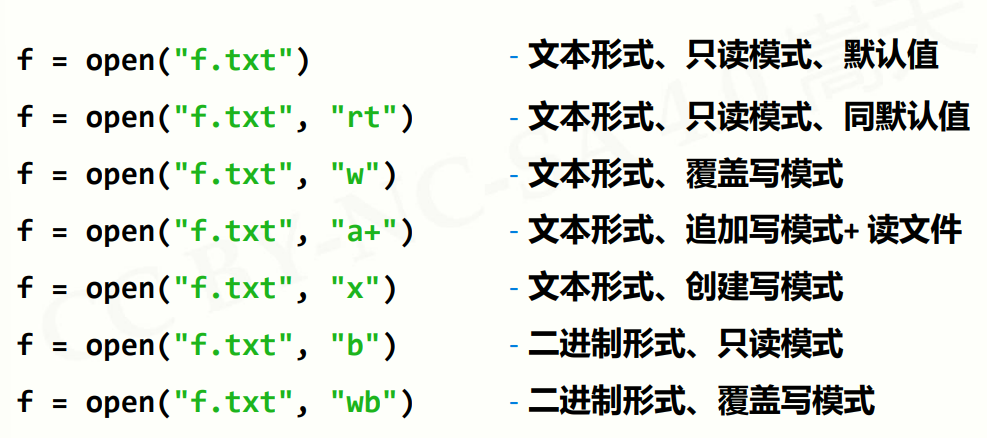 f = open("f.txt") - 文本形式、只读模式、默认值
f = open("f.txt", "rt") - 文本形式、只读模式、同默认值
f = open("f.txt", "w") - 文本形式、覆盖写模式
f = open("f.txt", "a+") - 文本形式、追加写模式+ 读文件
f = open("f.txt", "x") - 文本形式、创建写模式
f = open("f.txt", "b") - 二进制形式、只读模式
f = open("f.txt", "wb") - 二进制形式、覆盖写模式
CC BY-NC-SA 4.0 嵩天